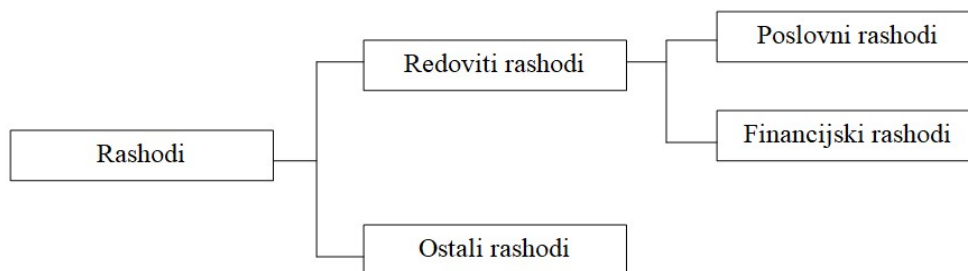 Rashodi
Redoviti rashodi
Poslovni rashodi
Financijski rashodi
Ostali rashodi